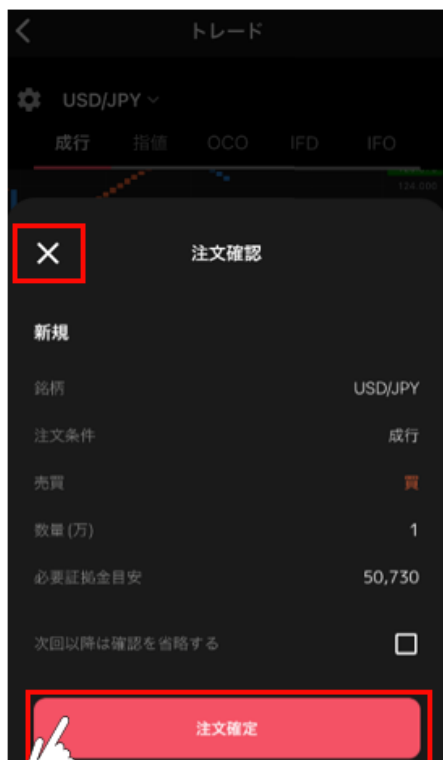 トレード
USD/JPY
成行 指値 OCO IFD IFO
134.000
注文確認
新規
銘柄 USD/JPY
注文条件 成行
売買 買
数量(万) 1
必要証拠金目安 50,730
次回以降は確認を省略する
注文確定